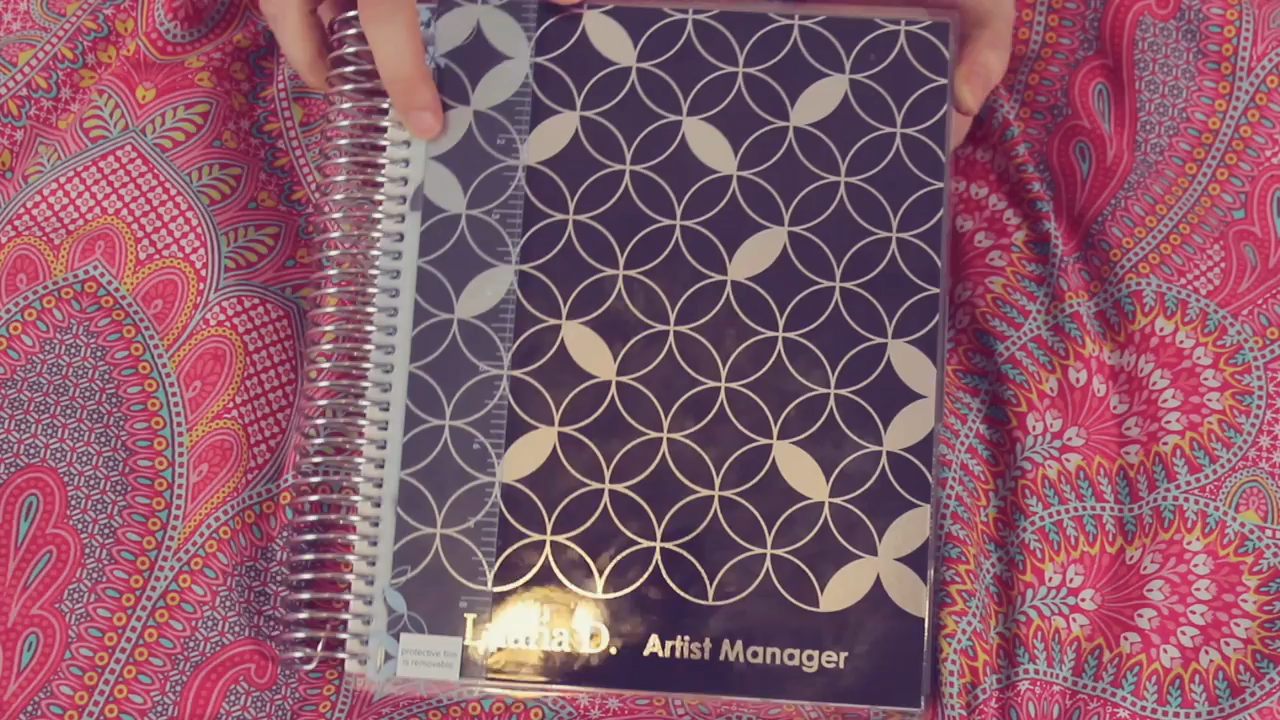 D. Artist Manager
protective film
is removable